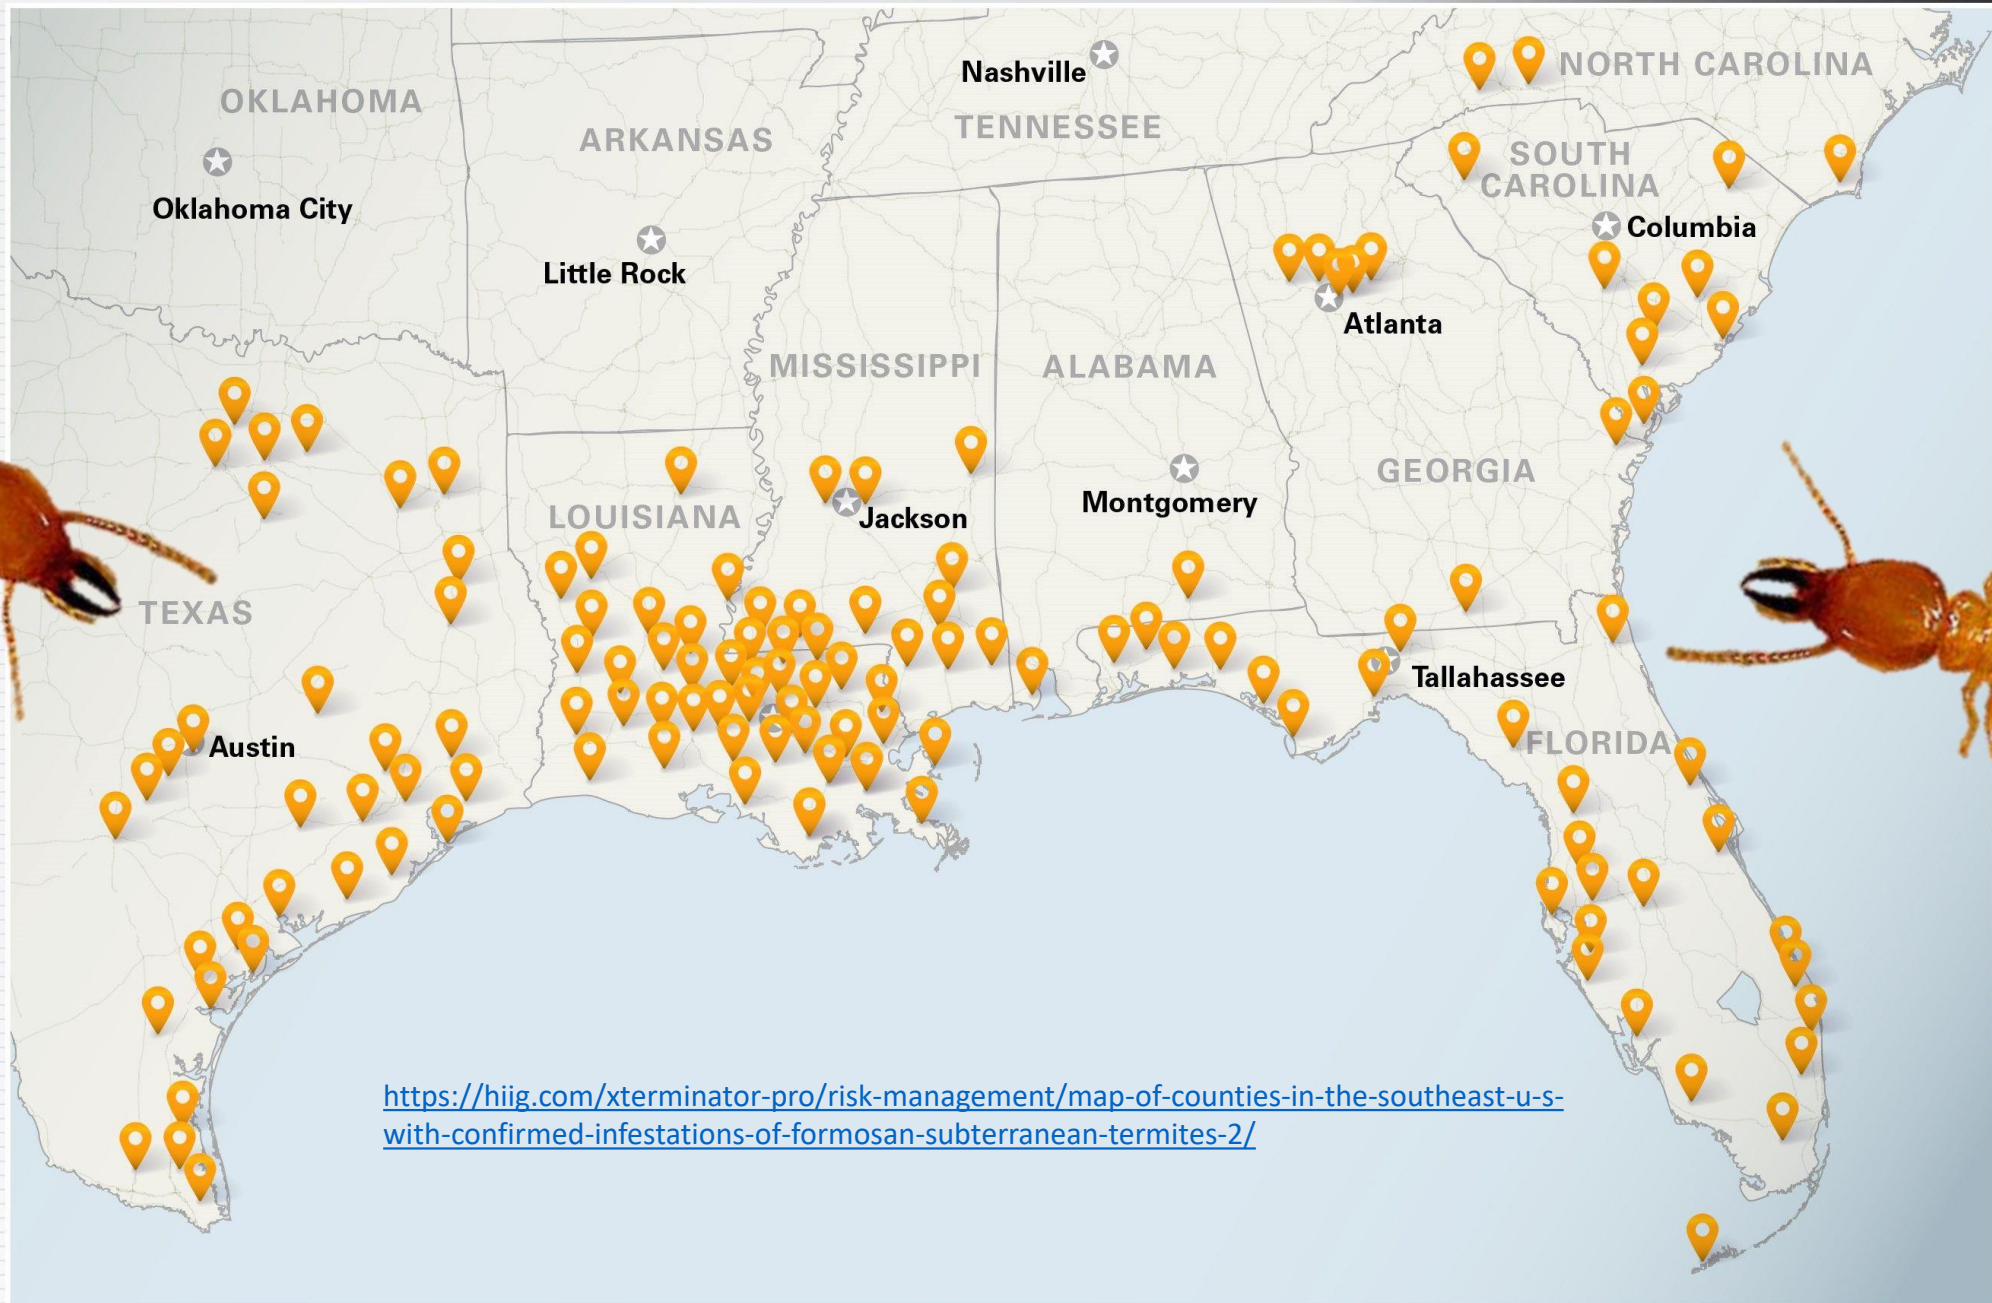 Nashville
NORTH CAROLINA
OKLAHOMA
TENNESSEE
ARKANSAS
SOUTH
CAROLINA
Oklahoma City
Columbia
Little Rock
Atlanta
MISSISSIPPI
ALABAMA
GEORGIA
Montgomery
LOUISIANA
Jackson
TEXAS
Tallahassee
FLORIDA
Austin
https://hiig.com/xterminator-pro/risk-management/map-of-counties-in-the-southeast-u-s-
with-confirmed-infestations-of-formosan-subterranean-termites-2/